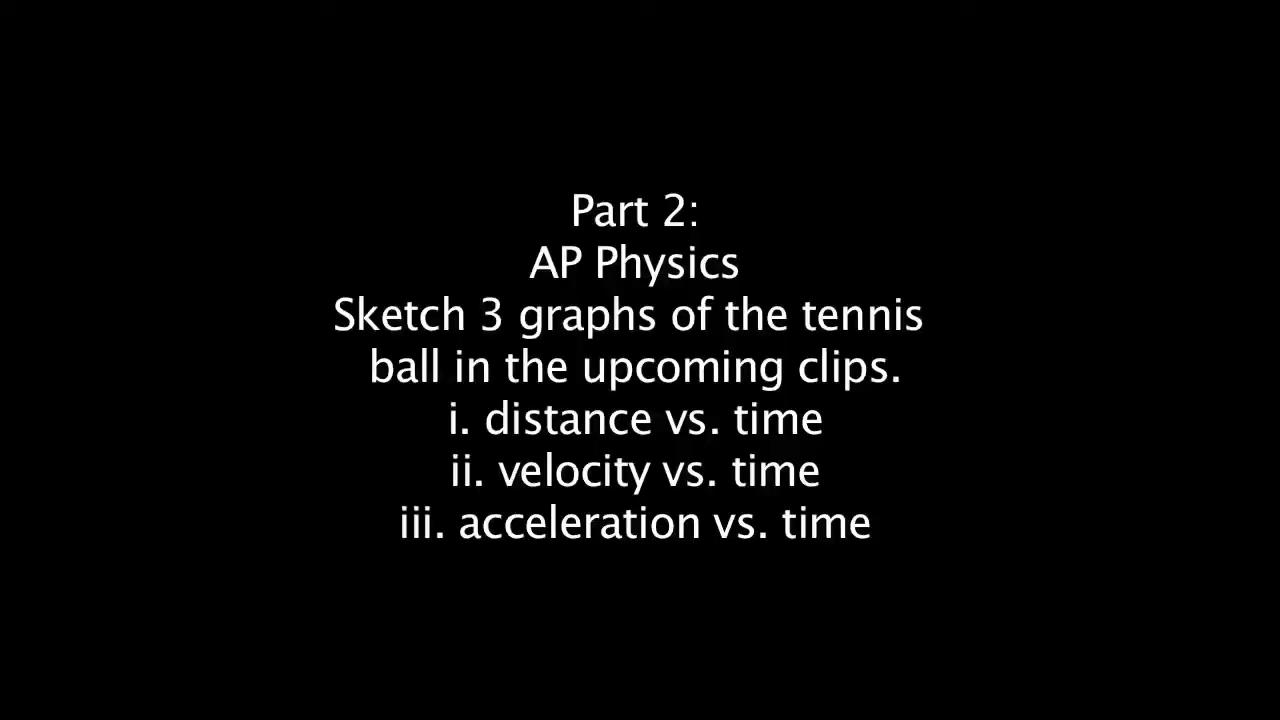 Part 2:
AP Physics
Sketch 3 graphs of the tennis
ball in the upcoming clips.
i. distance vs. time
ii. velocity vs. time
iii. acceleration vs. time